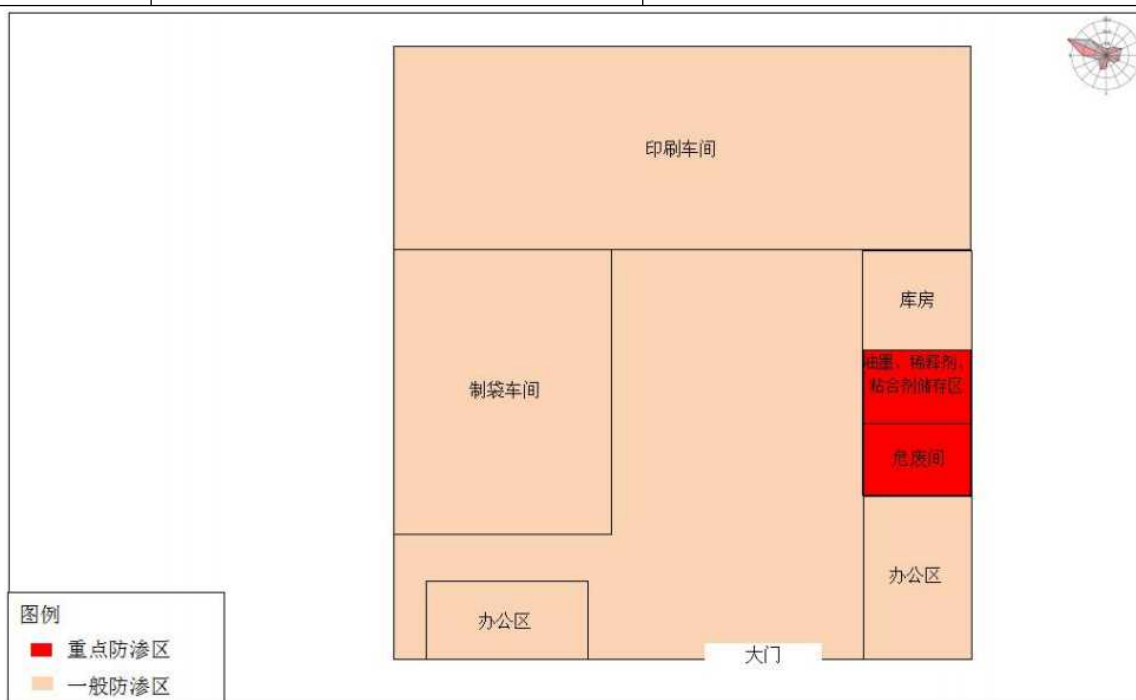 印刷车间
库房
油墨、稀释剂、
粘合剂储存区
制袋车间
危废间
办公区
办公区
大门
图例
重点防渗区
一般防渗区